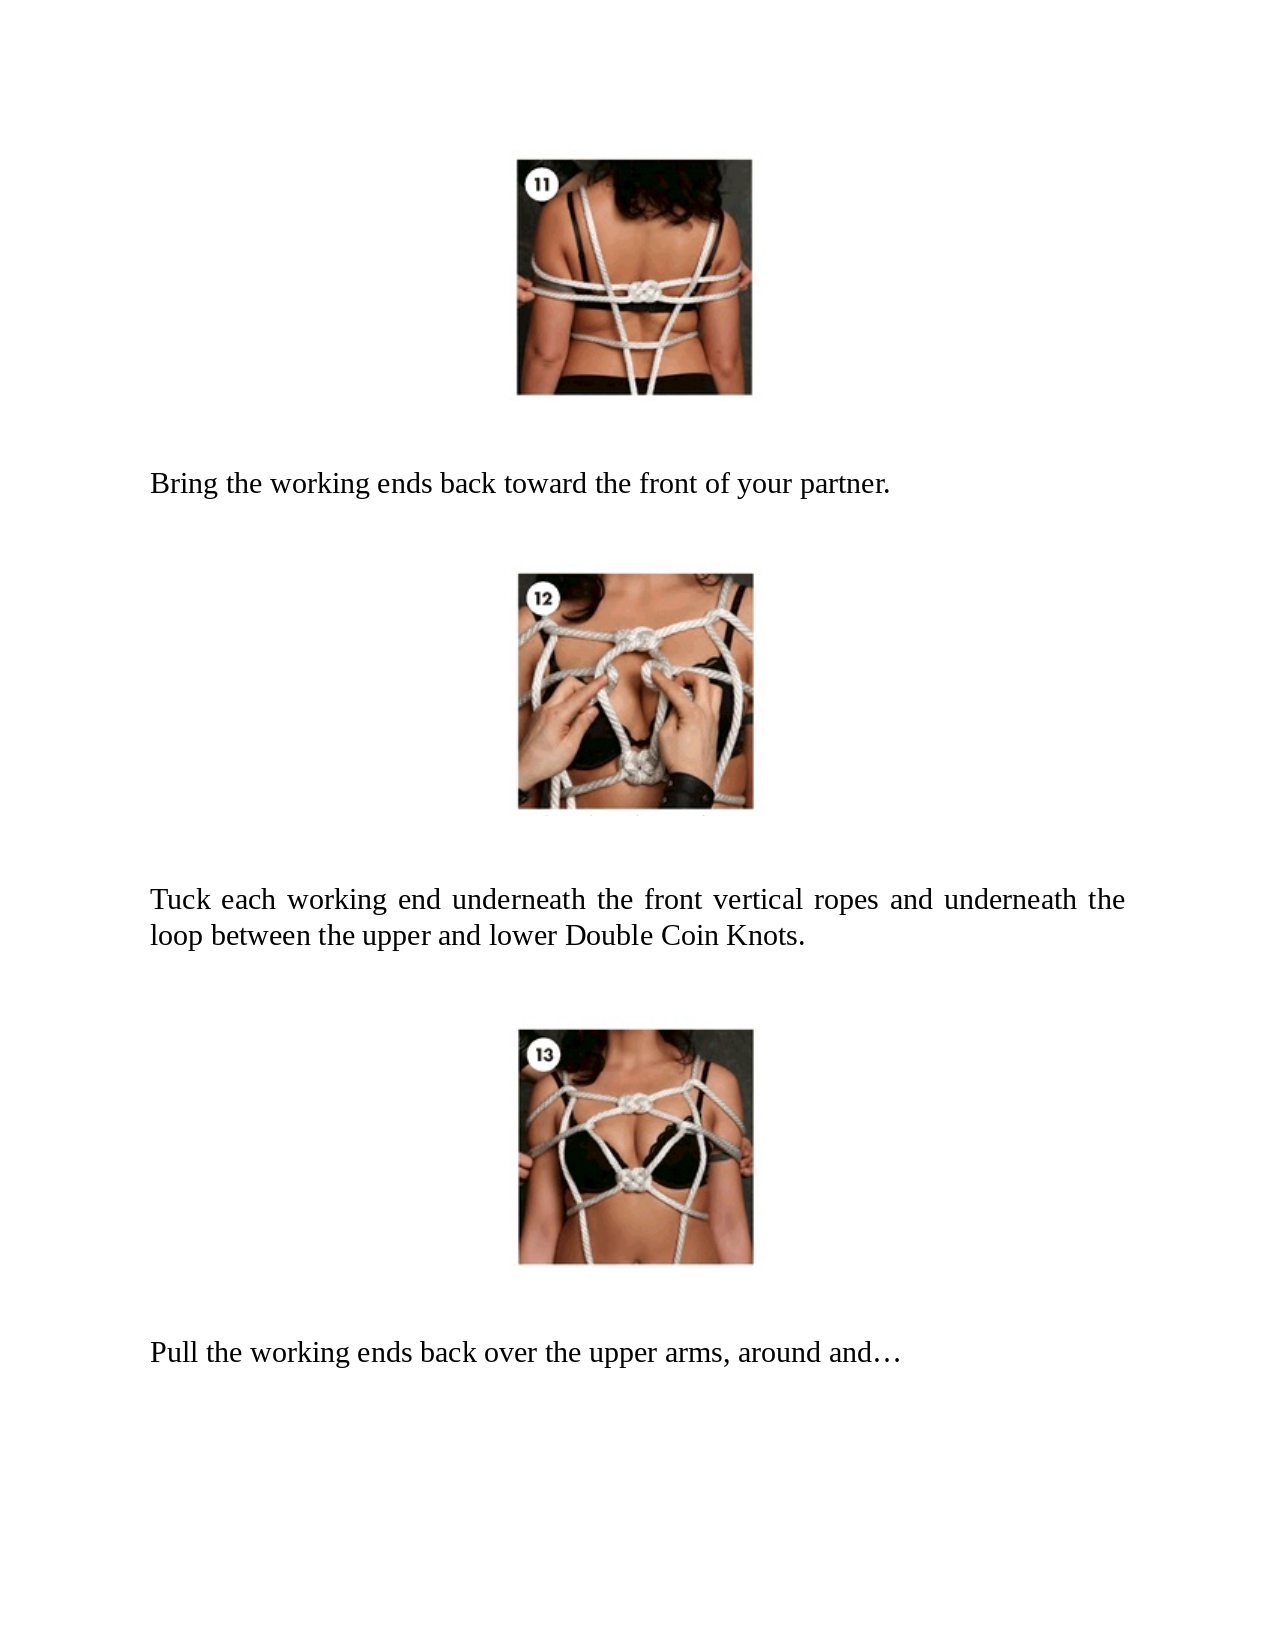 11
Bring the working ends back toward the front of your partner.
12
Tuck each working end underneath the front vertical ropes and underneath the
loop between the upper and lower Double Coin Knots.
13
Pull the working ends back over the upper arms, around and…